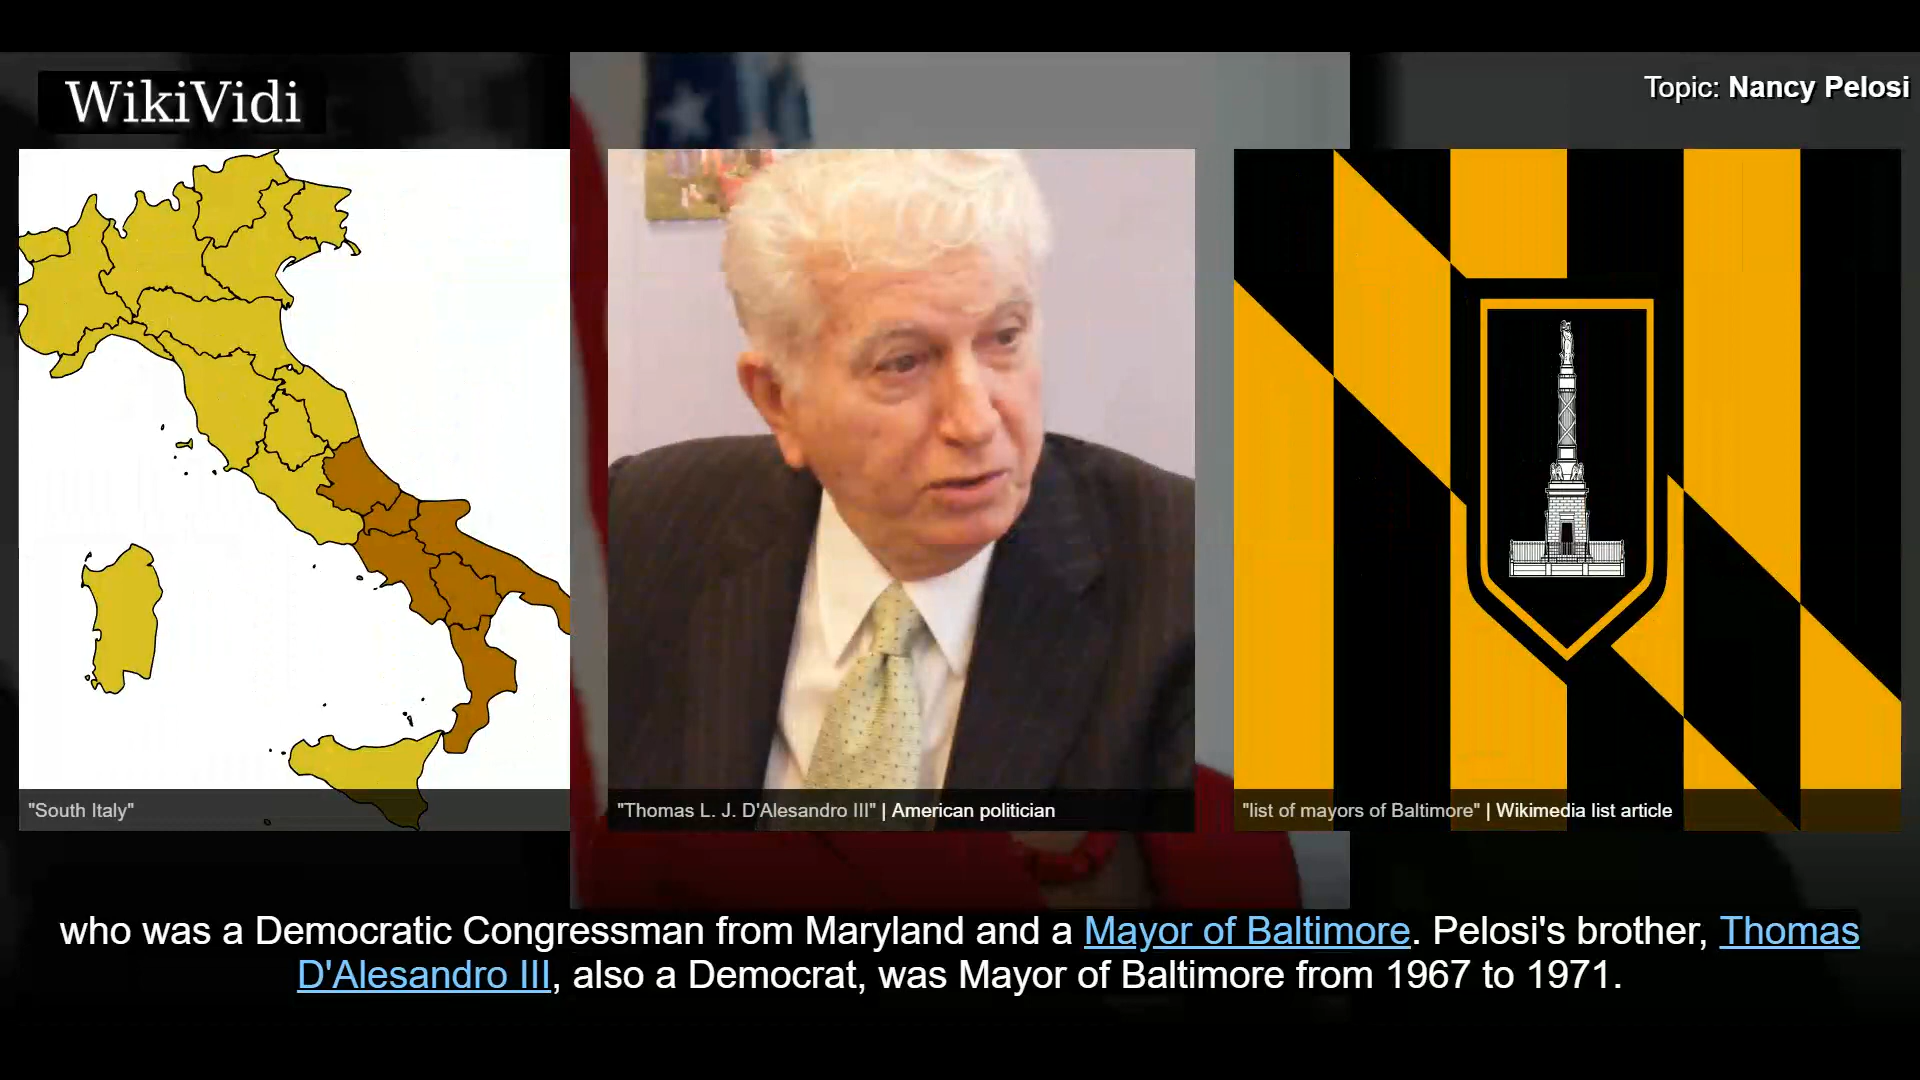 WikiVidi
Topic: Nancy Pelosi
"South Italy"
"Thomas L. J. D'Alesandro III" | American politician
"list of mayors of Baltimore" | Wikimedia list article
who was a Democratic Congressman from Maryland and a Mayor of Baltimore. Pelosi's brother, Thomas
D'Alesandro III, also a Democrat, was Mayor of Baltimore from 1967 to 1971.